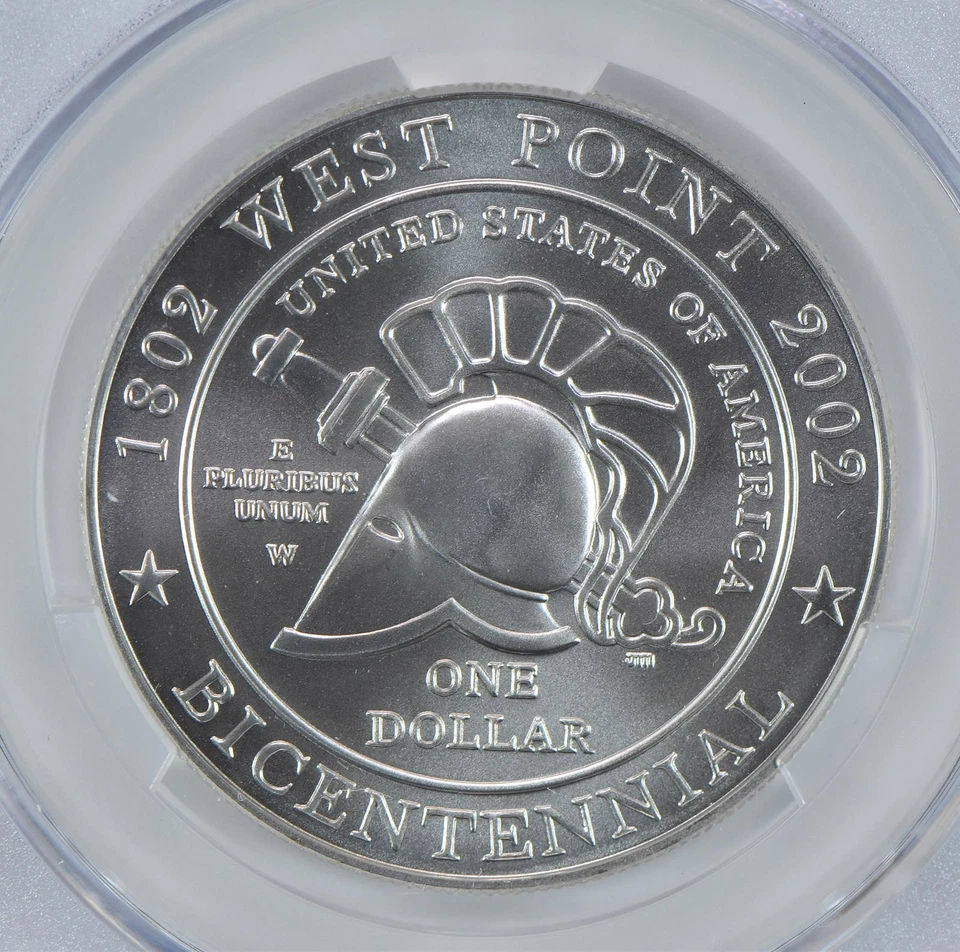 1802 WEST POINT 2002
UNITED STATES OF AMERICA
E
PLURIBUS
UNUM
W
ONE
DOLLAR
BICENTENNIAL